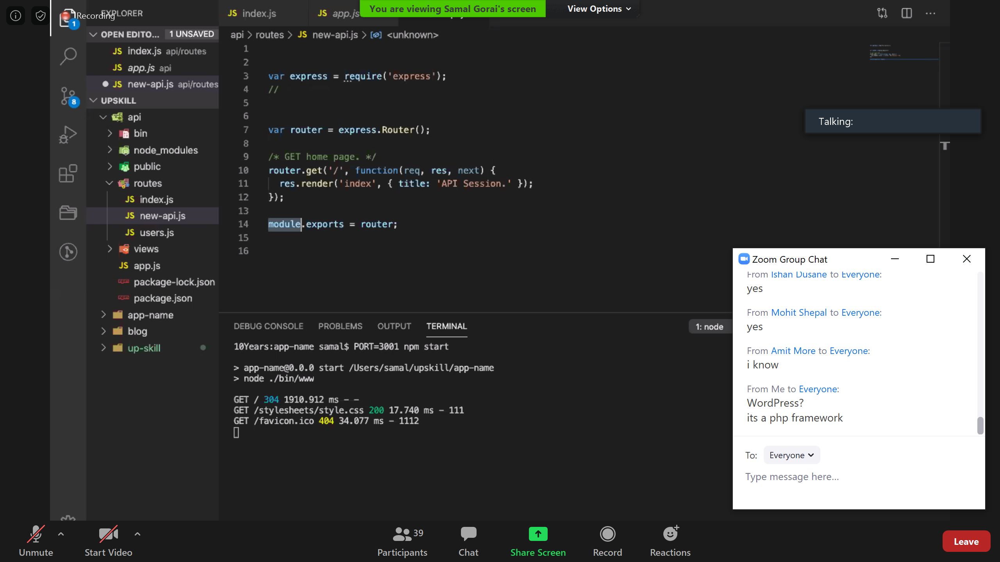 Recording
EXPLORER
JS index.js
JS app.js
You are viewing Samal Gorai's screen
View Options
1
OPEN EDITO...
1 UNSAVED
JS index.js api/routes
JS app.js api
JS new-api.js api/routes
8
UPSKILL
api
bin
node_modules
public
routes
JS index.js
JS new-api.js
JS users.js
views
JS app.js
package-lock.json
package.json
app-name
blog
up-skill
api > routes > JS new-api.js > <unknown>
1
2
3 var express = require('express');
4 //
5
6
7 var router = express.Router();
8
9 /* GET home page. */
10 router.get('/', function(req, res, next) {
11 res.render('index', { title: 'API Session.' });
12 });
13
14 module.exports = router;
15
16
Talking:
DEBUG CONSOLE PROBLEMS OUTPUT TERMINAL
1: node
10Years:app-name samal$ PORT=3001 npm start
> app-name@0.0.0 start /Users/samal/upskill/app-name
> node ./bin/www
GET / 304 1910.912 ms - -
GET /stylesheets/style.css 200 17.740 ms - 111
GET /favicon.ico 404 34.077 ms - 1112
Zoom Group Chat
From Ishan Dusane to Everyone:
yes
From Mohit Shepal to Everyone:
yes
From Amit More to Everyone:
i know
From Me to Everyone:
WordPress?
its a php framework
To: Everyone
Type message here...
Unmute
Start Video
39
Participants
Chat
Share Screen
Record
Reactions
Leave